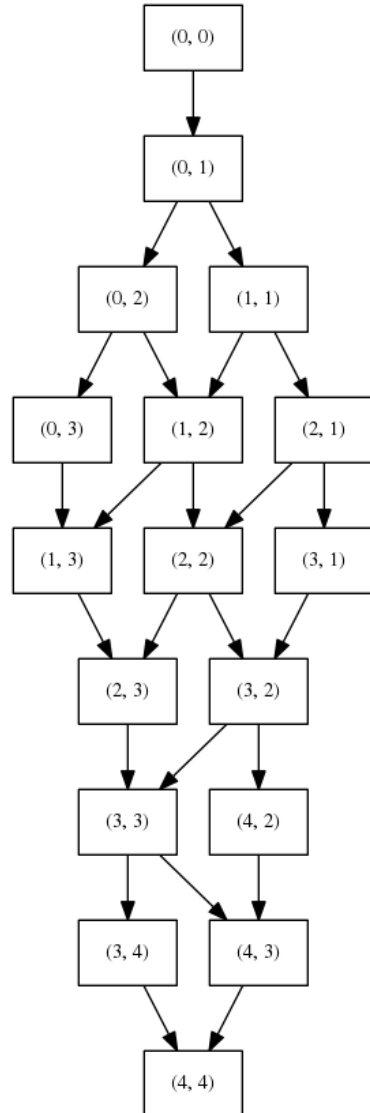 (0, 0)
(0, 1)
(0, 2) (1, 1)
(0, 3) (1, 2) (2, 1)
(1, 3) (2, 2) (3, 1)
(2, 3) (3, 2)
(3, 3) (4, 2)
(3, 4) (4, 3)
(4, 4)